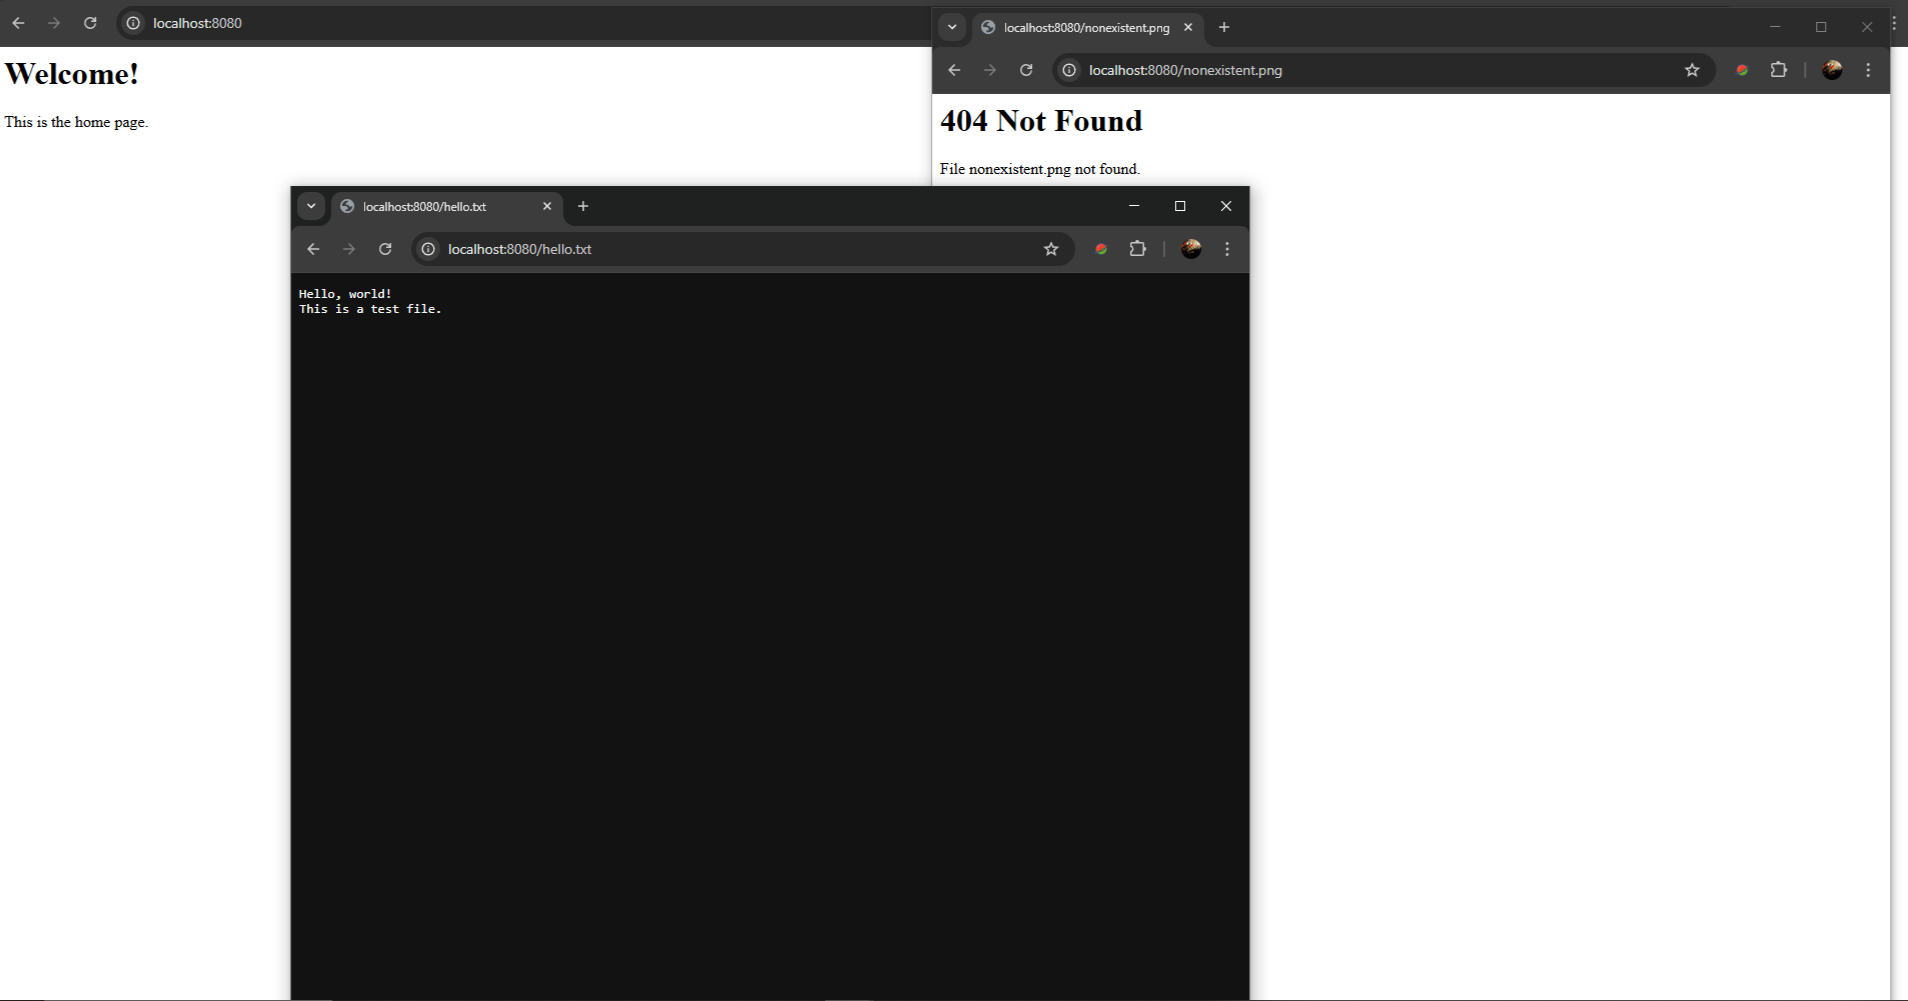 localhost:8080
Welcome!
This is the home page.
localhost:8080/nonexistent.png
localhost:8080/nonexistent.png
404 Not Found
File nonexistent.png not found.
localhost:8080/hello.txt
localhost:8080/hello.txt
Hello, world!
This is a test file.